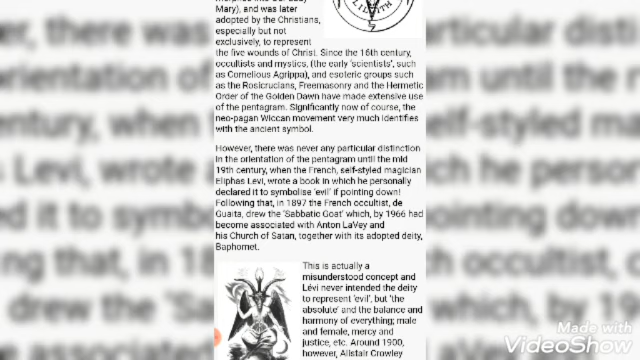 Mary), and was later
adopted by the Christians,
especially but not
exclusively, to represent
the five wounds of Christ. Since the 16th century,
occultists and mystics, (the early 'scientists', such
as Cornelious Agrippa), and esoteric groups such
as the Rosicrucians, Freemasonry and the Hermetic
Order of the Golden Dawn have made extensive use
of the pentagram. Significantly now of course, the
neo-pagan Wiccan movement very much identifies
with the ancient symbol.
However, there was never any particular distinction
in the orientation of the pentagram until the mid
19th century, when the French, self-styled magician
Eliphas Levi, wrote a book in which he personally
declared it to symbolise 'evil' if pointing down!
Following that, in 1897 the French occultist, de
Guaita, drew the 'Sabbatic Goat' which, by 1966 had
become associated with Anton LaVey and
his Church of Satan, together with its adopted deity,
Baphomet.
This is actually a
misunderstood concept and
Lévi never intended the deity
to represent 'evil', but 'the
absolute' and the balance and
harmony of everything; male
and female, mercy and
justice, etc. Around 1900,
however, Alistair Crowley
Made with
VideoShow